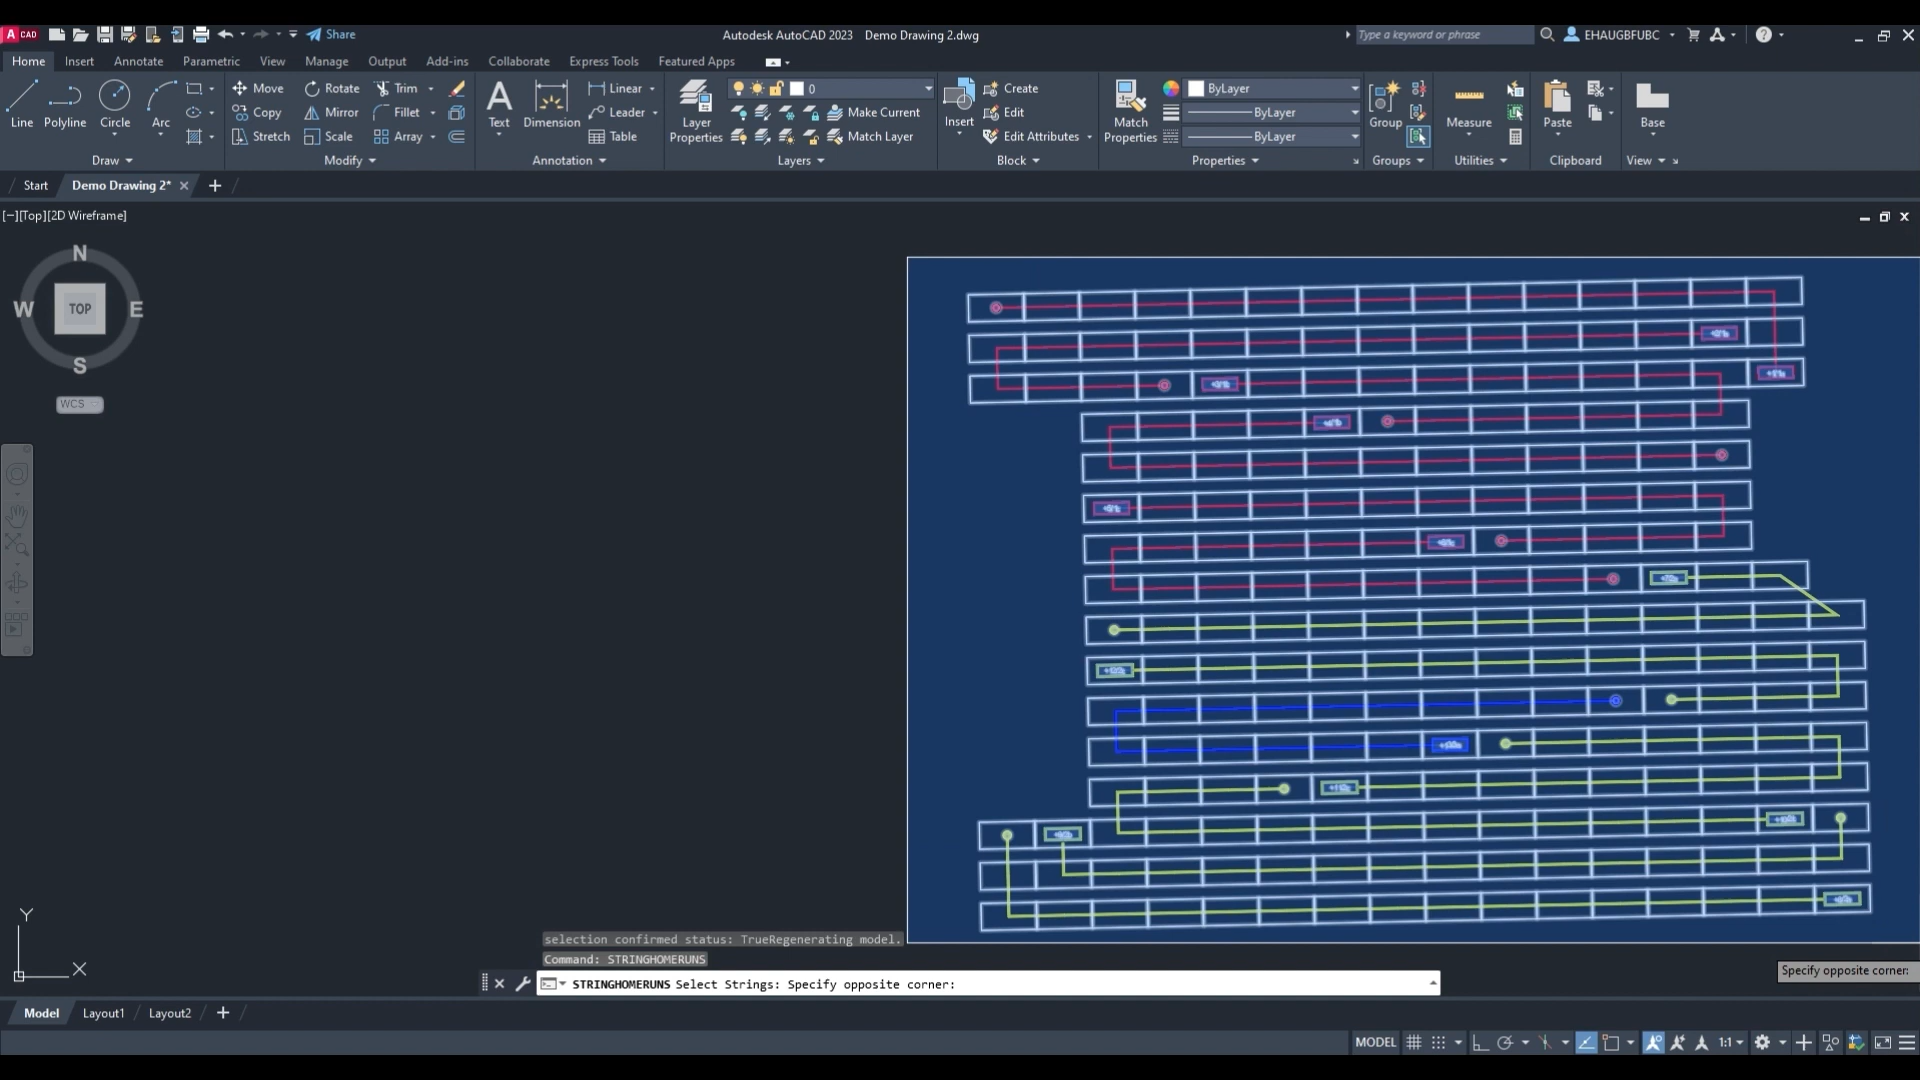 A CAD Share Autodesk AutoCAD 2023 Demo Drawing 2.dwg Type a keyword or phrase EHAUGBFUBC
Home Insert Annotate Parametric View Manage Output Add-ins Collaborate Express Tools Featured Apps
Move Rotate Trim Linear 0 Create ByLayer
Copy Mirror Fillet Leader Make Current Edit ByLayer
Line Polyline Circle Arc Text Dimension Layer Insert Match Group Measure Paste Base
Stretch Scale Array Table Properties Match Layer Edit Attributes Properties ByLayer
Draw Modify Annotation Layers Block Properties Groups Utilities Clipboard View
Start Demo Drawing 2*
[−][Top][2D Wireframe]
N
W TOP E
S
WCS
Y
X
selection confirmed status: TrueRegenerating model.
Command: STRINGHOMERUNS
Specify opposite corner:
STRINGHOMERUNS Select Strings: Specify opposite corner:
Model Layout1 Layout2
MODEL 1:1